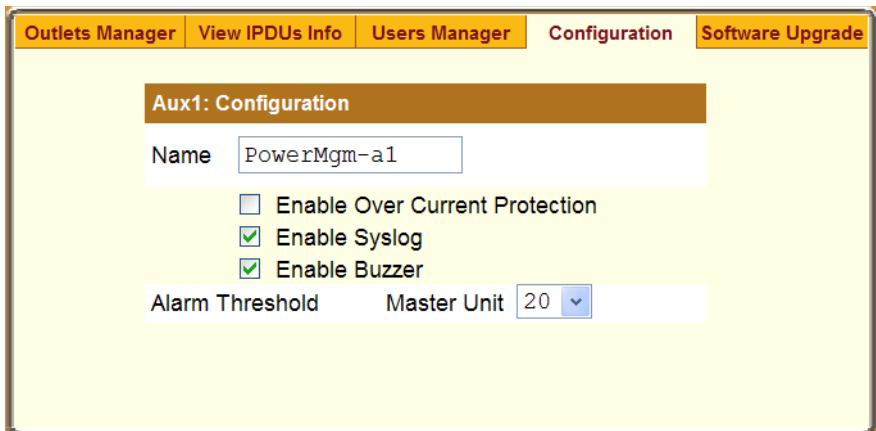 Outlets Manager View IPDUs Info Users Manager Configuration Software Upgrade
Aux1: Configuration
Name PowerMgm-a1
Enable Over Current Protection
Enable Syslog
Enable Buzzer
Alarm Threshold Master Unit 20